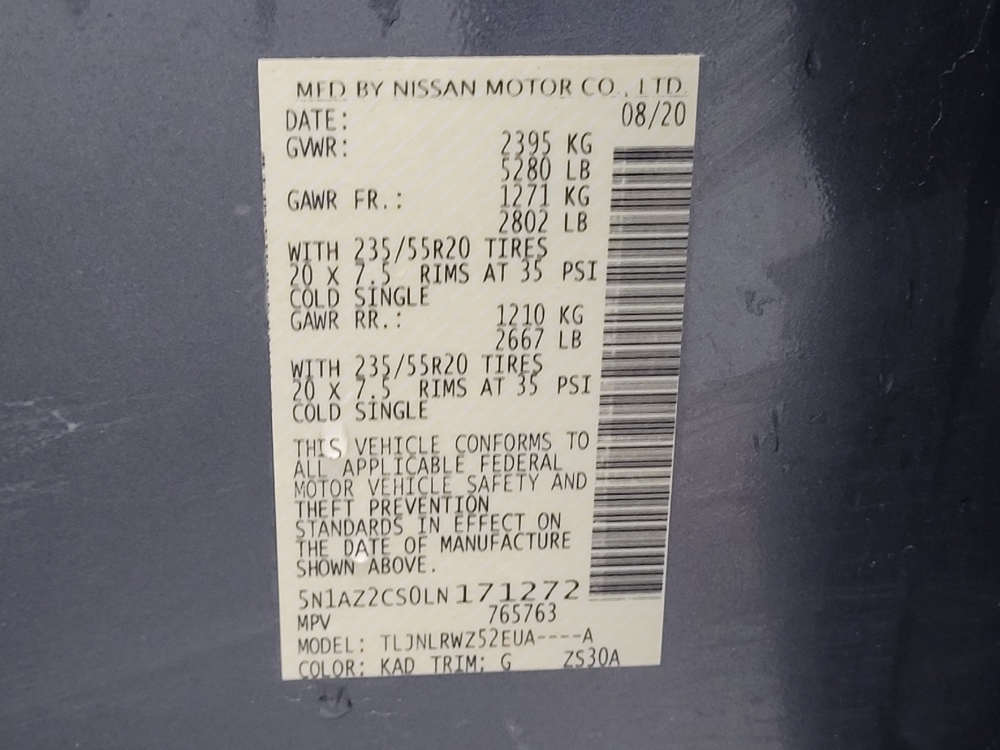 MFD BY NISSAN MOTOR CO., LTD.
DATE: 08/20
GVWR: 2395 KG
5280 LB
GAWR FR.: 1271 KG
2802 LB
WITH 235/55R20 TIRES
20 X 7.5 RIMS AT 35 PSI
COLD SINGLE
GAWR RR.: 1210 KG
2667 LB
WITH 235/55R20 TIRES
20 X 7.5 RIMS AT 35 PSI
COLD SINGLE
THIS VEHICLE CONFORMS TO
ALL APPLICABLE FEDERAL
MOTOR VEHICLE SAFETY AND
THEFT PREVENTION
STANDARDS IN EFFECT ON
THE DATE OF MANUFACTURE
SHOWN ABOVE.
5N1AZ2CS0LN171272
MPV 765763
MODEL: TLJNLRWZ52EUA----A
COLOR: KAD TRIM: G ZS30A